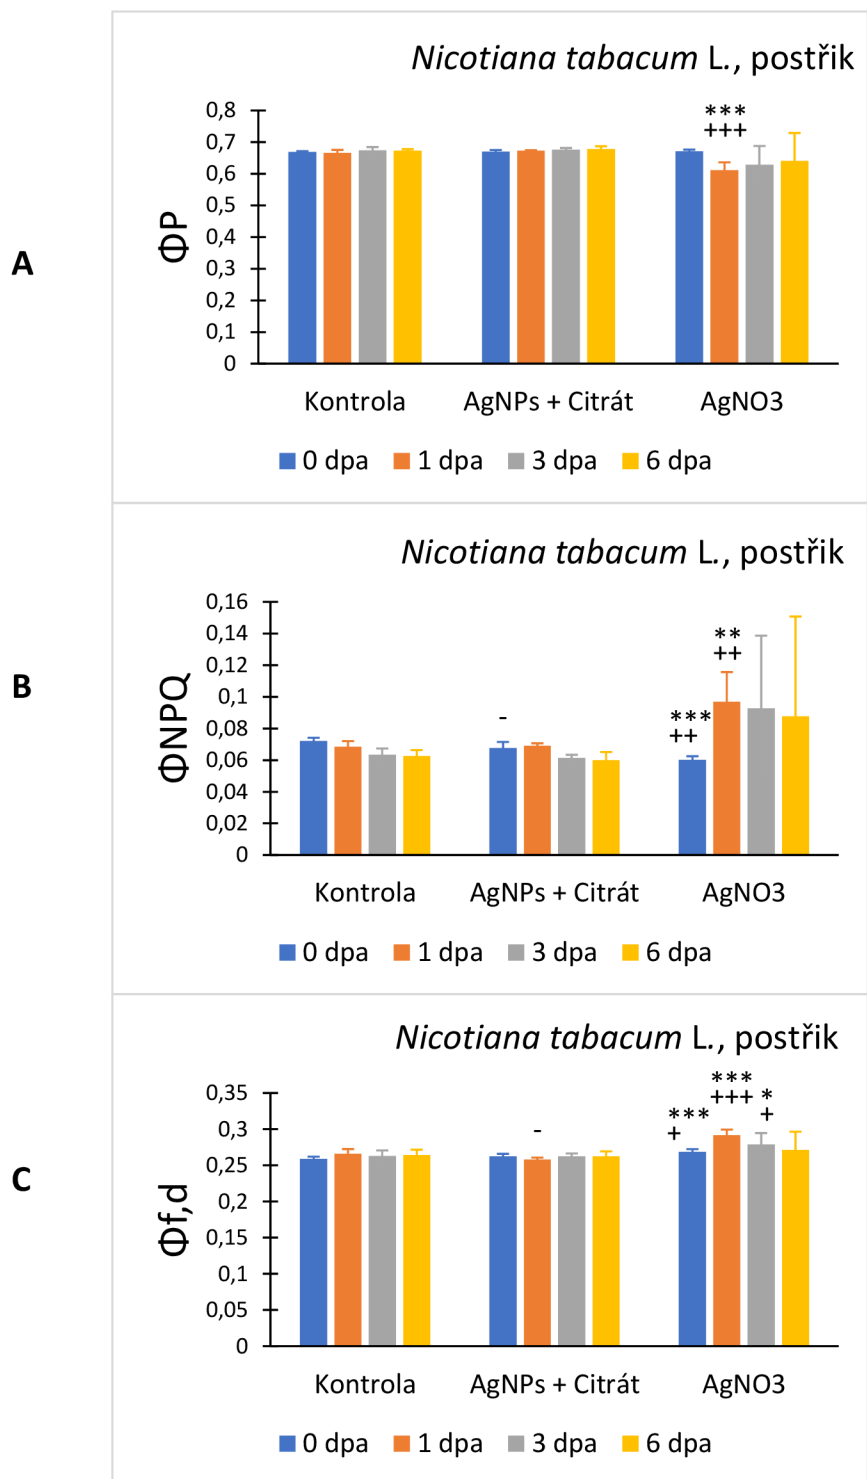 A
Nicotiana tabacum L., postřik
ΦP
0,8
0,7
0,6
0,5
0,4
0,3
0,2
0,1
0
***
+++
Kontrola AgNPs + Citrát AgNO3
0 dpa 1 dpa 3 dpa 6 dpa
B
Nicotiana tabacum L., postřik
ΦNPQ
0,16
0,14
0,12
0,1
0,08
0,06
0,04
0,02
0
-
***
++
**
++
Kontrola AgNPs + Citrát AgNO3
0 dpa 1 dpa 3 dpa 6 dpa
C
Nicotiana tabacum L., postřik
Φf,d
0,35
0,3
0,25
0,2
0,15
0,1
0,05
0
-
***
+
***
+++
*
+
Kontrola AgNPs + Citrát AgNO3
0 dpa 1 dpa 3 dpa 6 dpa